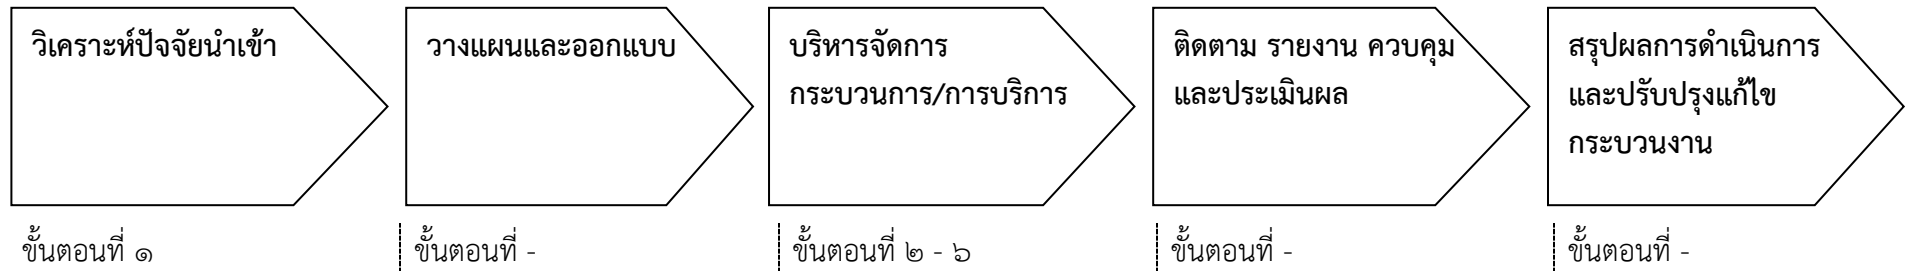 วิเคราะห์ปัจจัยนำเข้า
วางแผนและออกแบบ
บริหารจัดการ
กระบวนการ/การบริการ
ติดตาม รายงาน ควบคุม
และประเมินผล
สรุปผลการดำเนินการ
และปรับปรุงแก้ไข
กระบวนงาน
ขั้นตอนที่ ๑
ขั้นตอนที่ -
ขั้นตอนที่ ๒ - ๖
ขั้นตอนที่ -
ขั้นตอนที่ -